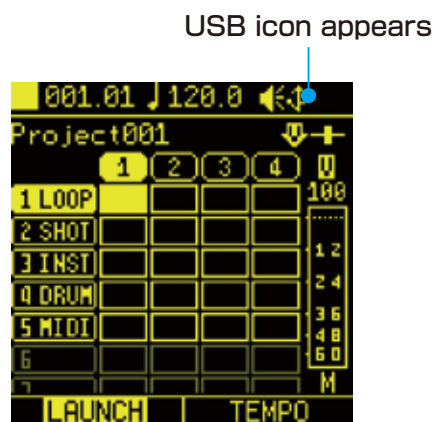 USB icon appears
001.01 120.0
Project001
1 2 3 4
1 LOOP 100
2 SHOT
12
3 INST
24
4 DRUM
36
5 MIDI 48
6 60
7 M
LAUNCH TEMPO